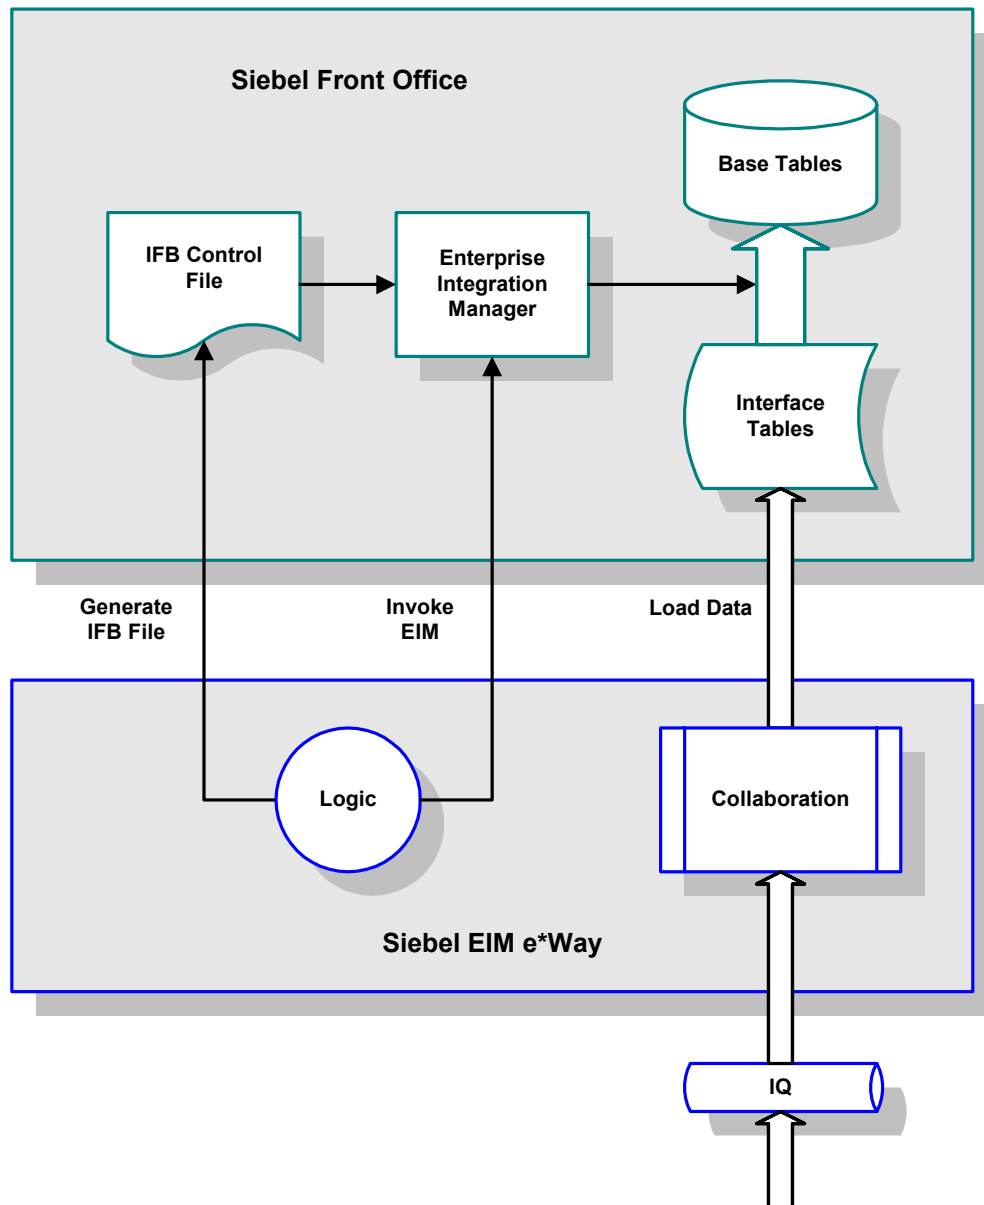 Siebel Front Office
Base Tables
IFB Control
File
Enterprise
Integration
Manager
Interface
Tables
Generate
IFB File
Invoke
EIM
Load Data
Logic
Collaboration
Siebel EIM e*Way
IQ